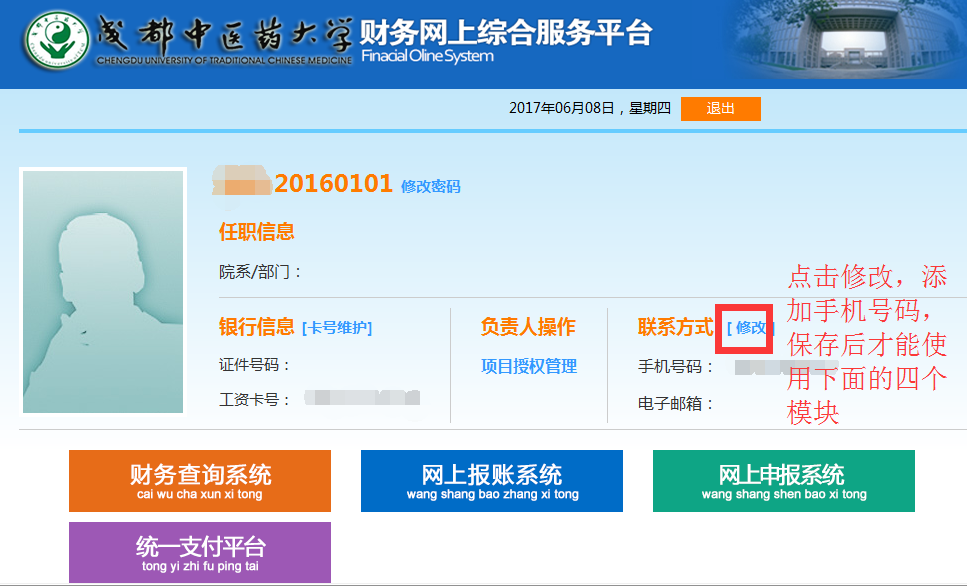 成都中医药大学
CHENGDU UNIVERSITY OF TRADITIONAL CHINESE MEDICINE
财务网上综合服务平台
Finacial Oline System
2017年06月08日，星期四 退出
20160101 修改密码
任职信息
院系/部门：
银行信息 [卡号维护]
证件号码：
工资卡号：
负责人操作
项目授权管理
联系方式 [ 修改]
手机号码：
电子邮箱：
点击修改，添
加手机号码，
保存后才能使
用下面的四个
模块
财务查询系统
cai wu cha xun xi tong
网上报账系统
wang shang bao zhang xi tong
网上申报系统
wang shang shen bao xi tong
统一支付平台
tong yi zhi fu ping tai